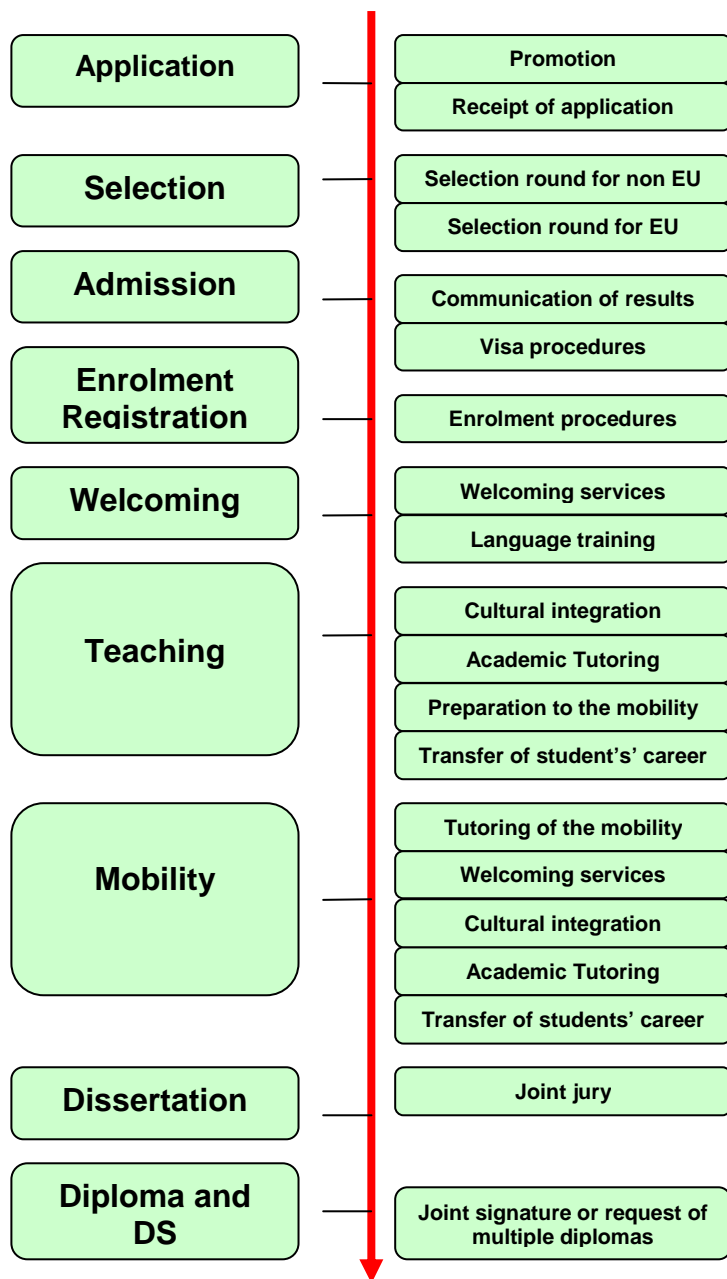 Application
Promotion
Receipt of application
Selection
Selection round for non EU
Selection round for EU
Admission
Communication of results
Visa procedures
Enrolment
Registration
Enrolment procedures
Welcoming
Welcoming services
Language training
Teaching
Cultural integration
Academic Tutoring
Preparation to the mobility
Transfer of student's' career
Mobility
Tutoring of the mobility
Welcoming services
Cultural integration
Academic Tutoring
Transfer of students' career
Dissertation
Joint jury
Diploma and
DS
Joint signature or request of
multiple diplomas